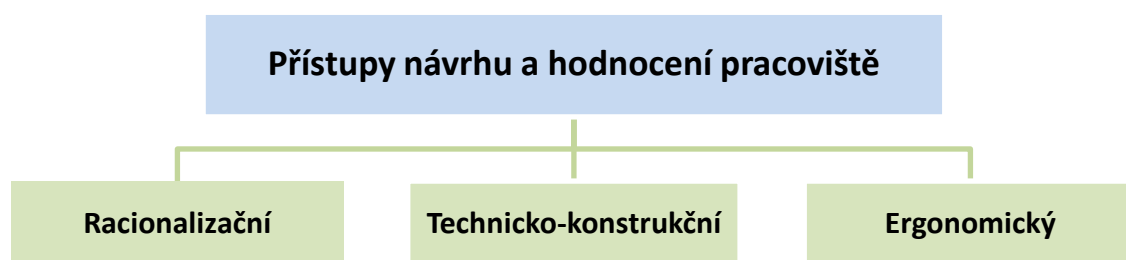 Přístupy návrhu a hodnocení pracoviště
Racionalizační
Technicko-konstrukční
Ergonomický